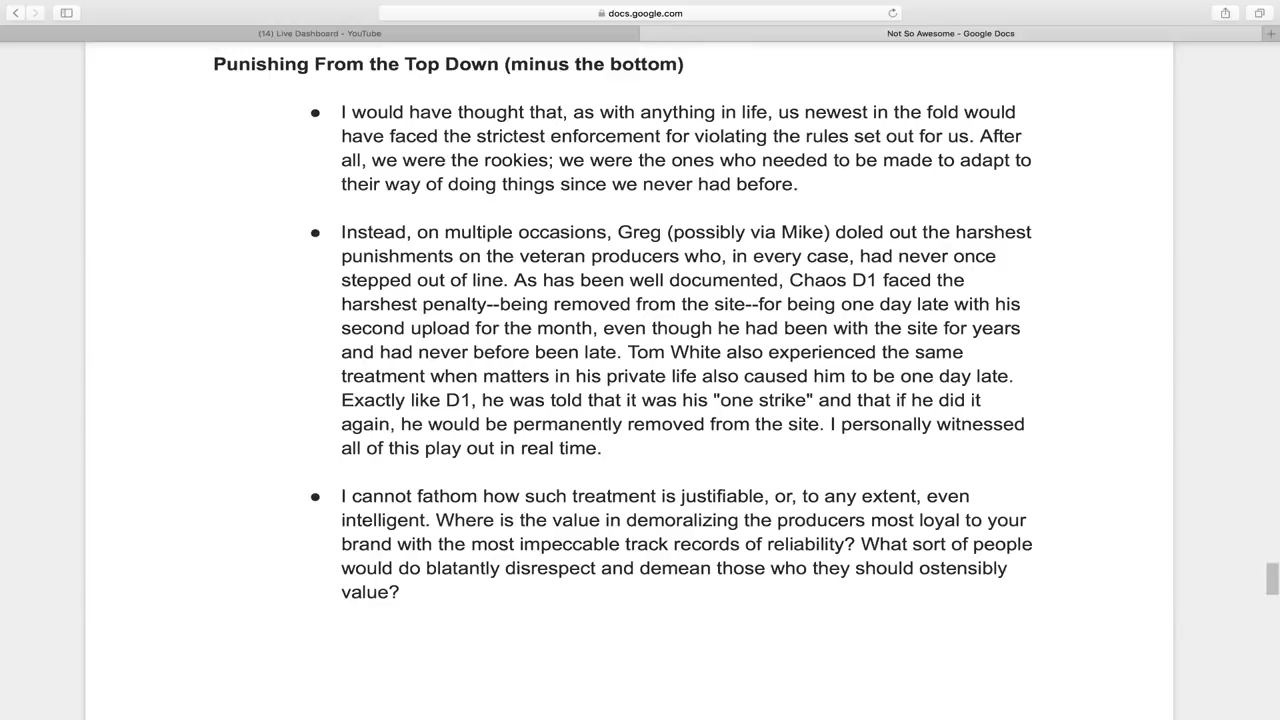 docs.google.com
(14) Live Dashboard - YouTube
Not So Awesome - Google Docs
Punishing From the Top Down (minus the bottom)
● I would have thought that, as with anything in life, us newest in the fold would
have faced the strictest enforcement for violating the rules set out for us. After
all, we were the rookies; we were the ones who needed to be made to adapt to
their way of doing things since we never had before.
● Instead, on multiple occasions, Greg (possibly via Mike) doled out the harshest
punishments on the veteran producers who, in every case, had never once
stepped out of line. As has been well documented, Chaos D1 faced the
harshest penalty--being removed from the site--for being one day late with his
second upload for the month, even though he had been with the site for years
and had never before been late. Tom White also experienced the same
treatment when matters in his private life also caused him to be one day late.
Exactly like D1, he was told that it was his "one strike" and that if he did it
again, he would be permanently removed from the site. I personally witnessed
all of this play out in real time.
● I cannot fathom how such treatment is justifiable, or, to any extent, even
intelligent. Where is the value in demoralizing the producers most loyal to your
brand with the most impeccable track records of reliability? What sort of people
would do blatantly disrespect and demean those who they should ostensibly
value?